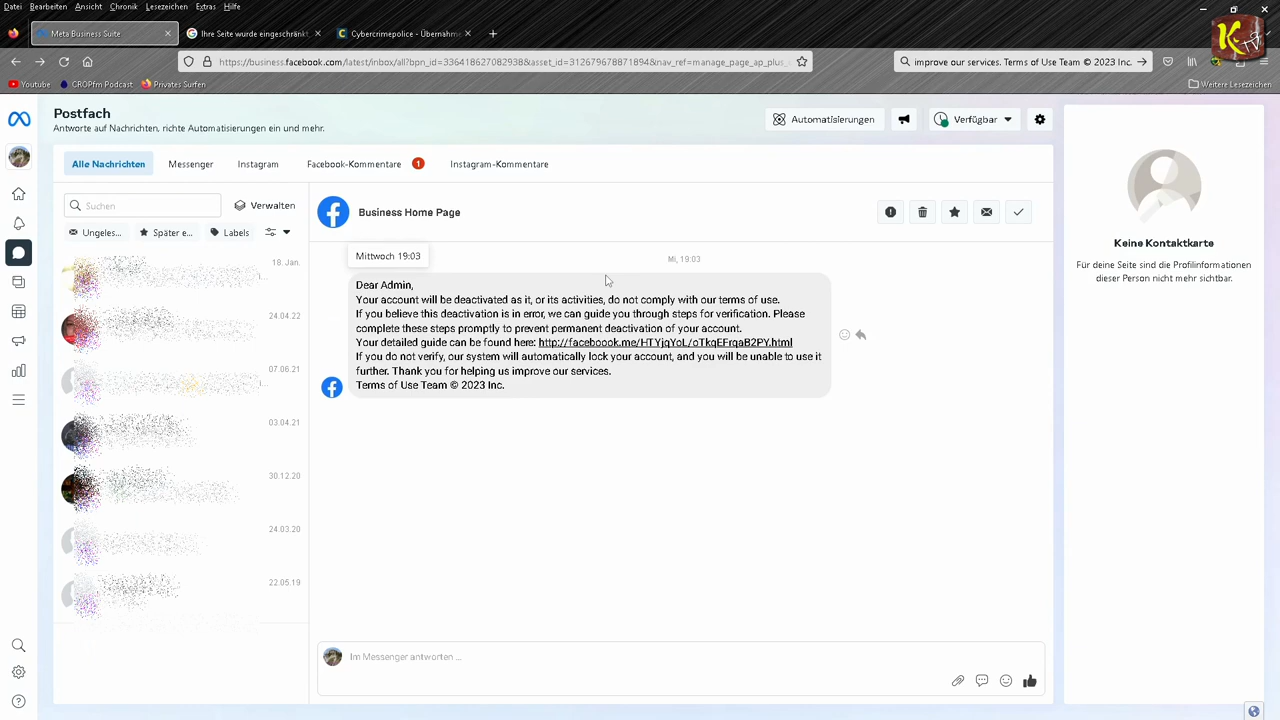 Datei Bearbeiten Ansicht Chronik Lesezeichen Extras Hilfe
Meta Business Suite
Ihre Seite wurde eingeschränkt
Cybercrimepolice - Übernahme
https://business.facebook.com/latest/inbox/all?bpn_id=336418627082938&asset_id=312679678871894&nav_ref=manage_page_ap_plus_
improve our services. Terms of Use Team © 2023 Inc.
Youtube CROPfm Podcast Privates Surfen
Weitere Lesezeichen
Postfach
Antworte auf Nachrichten, richte Automatisierungen ein und mehr.
Automatisierungen
Verfügbar
Alle Nachrichten Messenger Instagram Facebook-Kommentare 1 Instagram-Kommentare
Suchen
Verwalten
Ungeles... Später e... Labels
18. Jan.
24.04.22
07.06.21
03.04.21
30.12.20
24.03.20
22.05.19
Business Home Page
Mittwoch 19:03
Mi, 19:03
Dear Admin,
Your account will be deactivated as it, or its activities, do not comply with our terms of use.
If you believe this deactivation is in error, we can guide you through steps for verification. Please
complete these steps promptly to prevent permanent deactivation of your account.
Your detailed guide can be found here: http://faceboook.me/HTYjqYoL/oTkqEFrqaB2PY.html
If you do not verify, our system will automatically lock your account, and you will be unable to use it
further. Thank you for helping us improve our services.
Terms of Use Team © 2023 Inc.
Im Messenger antworten ...
Keine Kontaktkarte
Für deine Seite sind die Profilinformationen
dieser Person nicht mehr sichtbar.